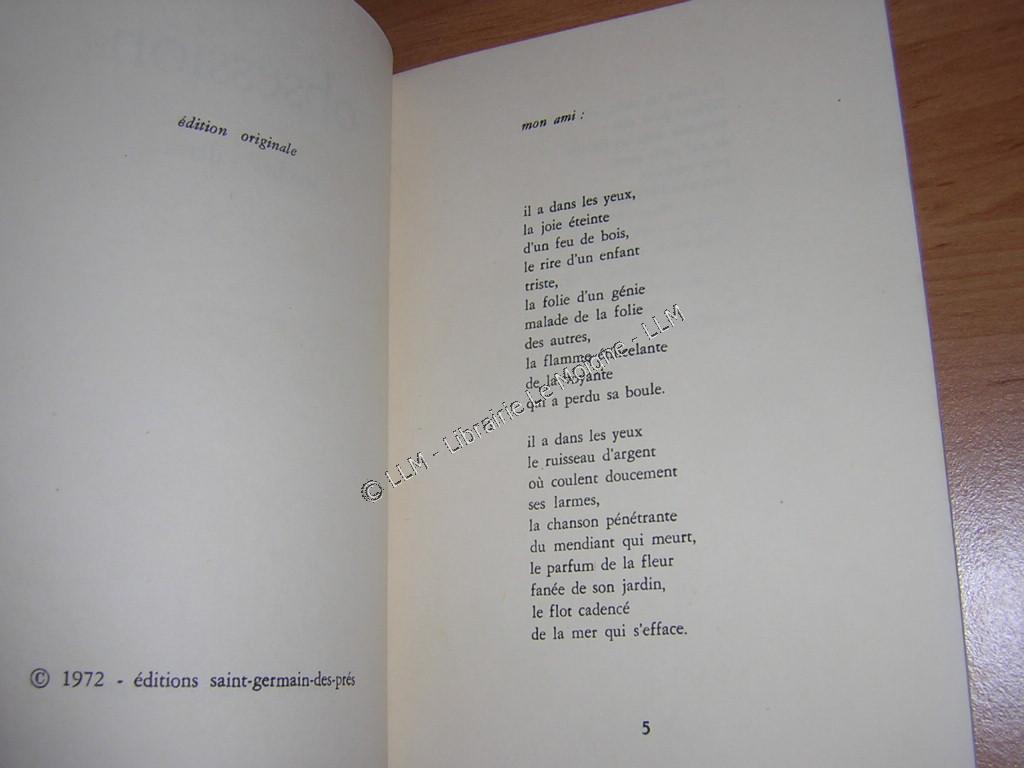 édition originale
© 1972 - éditions saint-germain-des-prés
mon ami :
il a dans les yeux,
la joie éteinte
d'un feu de bois,
le rire d'un enfant
triste,
la folie d'un génie
malade de la folie
des autres,
la flamme étincelante
de la voyante
qui a perdu sa boule.
il a dans les yeux
le ruisseau d'argent
où coulent doucement
ses larmes,
la chanson pénétrante
du mendiant qui meurt,
le parfum de la fleur
fanée de son jardin,
le flot cadencé
de la mer qui s'efface.
5
© LLM - Librairie Le Moigne - LLM